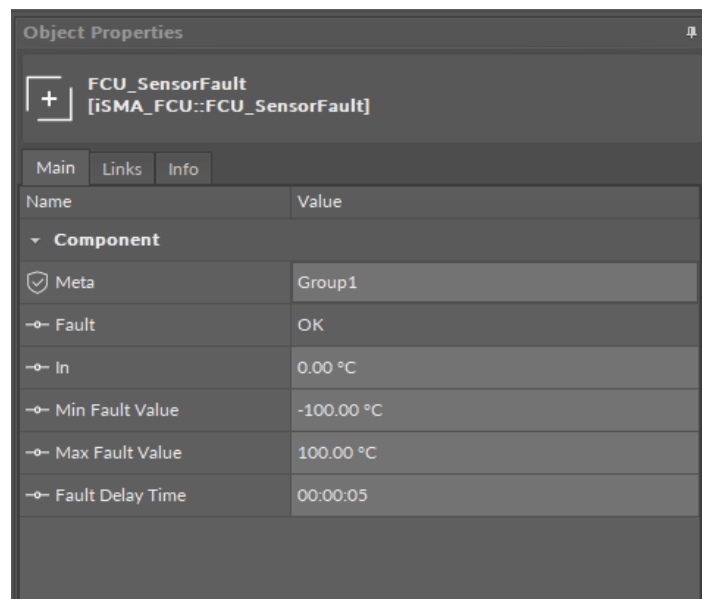 Object Properties
FCU_SensorFault
[iSMA_FCU::FCU_SensorFault]
Main Links Info
Name Value
Component
Meta Group1
Fault OK
In 0.00 °C
Min Fault Value -100.00 °C
Max Fault Value 100.00 °C
Fault Delay Time 00:00:05